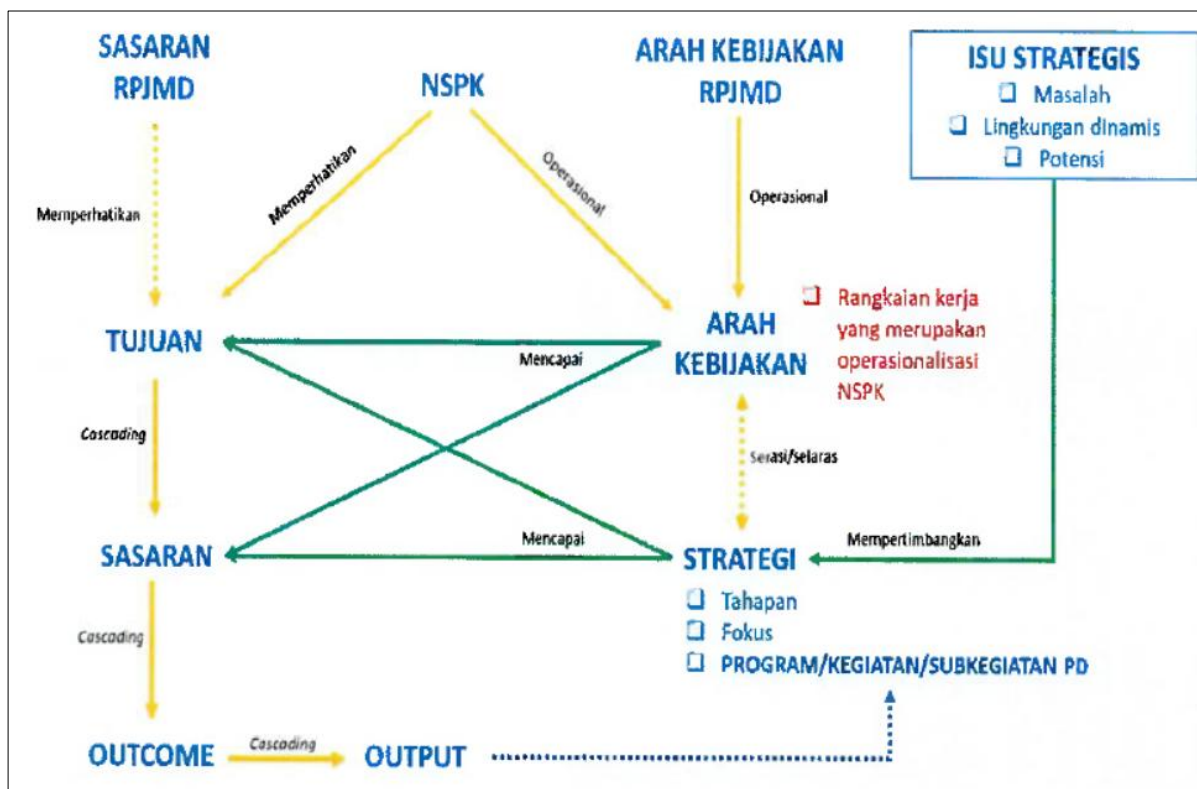 SASARAN
RPJMD
NSPK
ARAH KEBIJAKAN
RPJMD
ISU STRATEGIS
Masalah
Lingkungan dinamis
Potensi
Memperhatikan
Memperhatikan
Operasional
Operasional
TUJUAN
Mencapai
ARAH
KEBIJAKAN
Rangkaian kerja
yang merupakan
operasionalisasi
NSPK
Cascading
Serasi/selaras
SASARAN
Mencapai
STRATEGI
Mempertimbangkan
Tahapan
Fokus
PROGRAM/KEGIATAN/SUBKEGIATAN PD
Cascading
OUTCOME
Cascading
OUTPUT